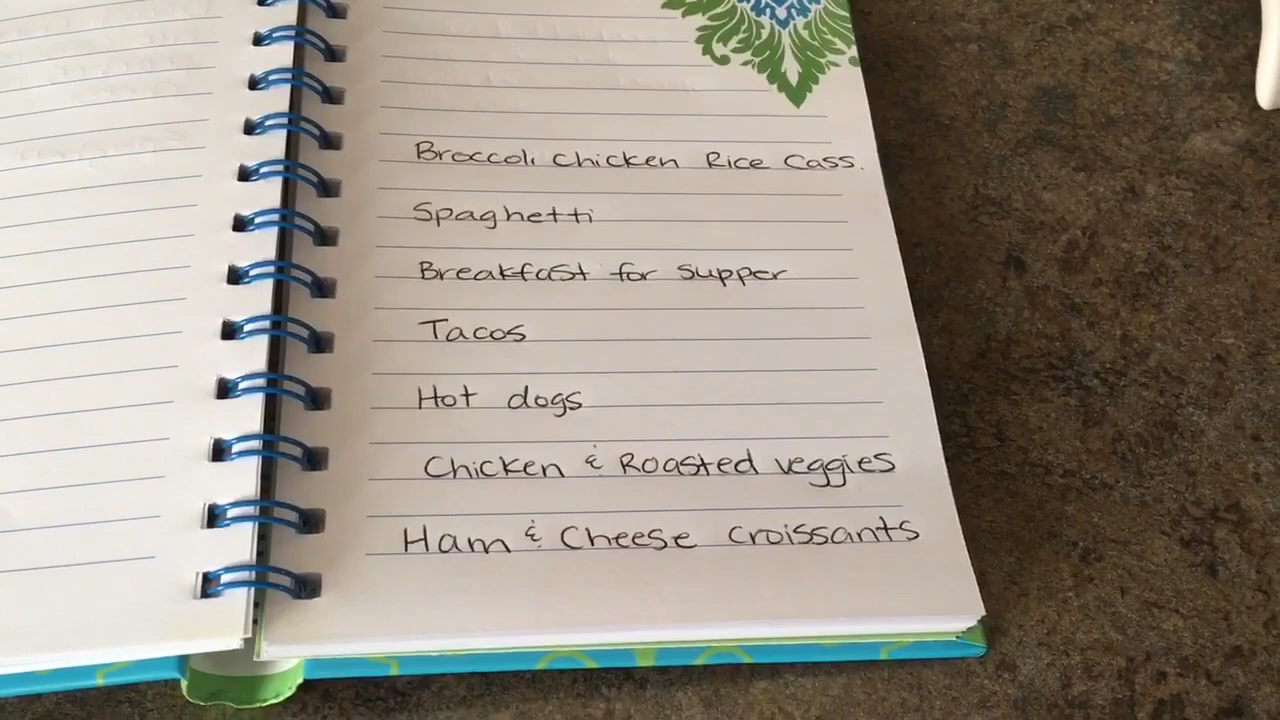 Broccoli Chicken Rice Cass.
Spaghetti
Breakfast for Supper
Tacos
Hot dogs
Chicken & Roasted veggies
Ham & Cheese Croissants